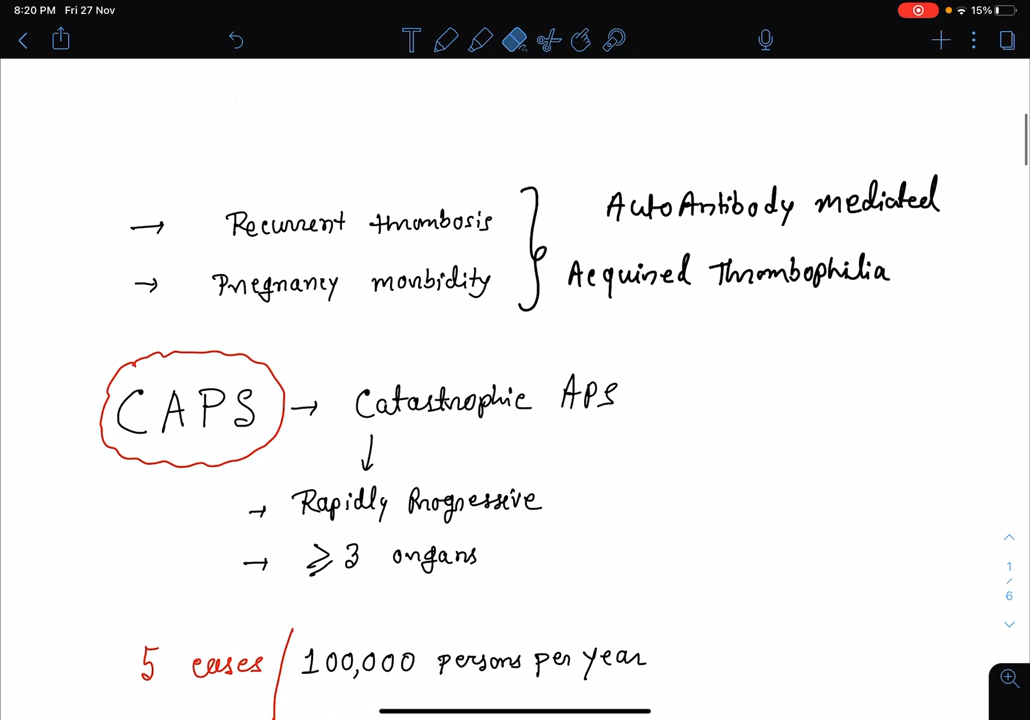 8:20 PM Fri 27 Nov
15%
→ Recurrent thrombosis
→ Pregnancy morbidity
AutoAntibody mediated
Acquired Thrombophilia
CAPS → Catastrophic APS
↓
→ Rapidly Progressive
→ ≥ 3 organs
5 cases / 100,000 persons per year
1
/
6